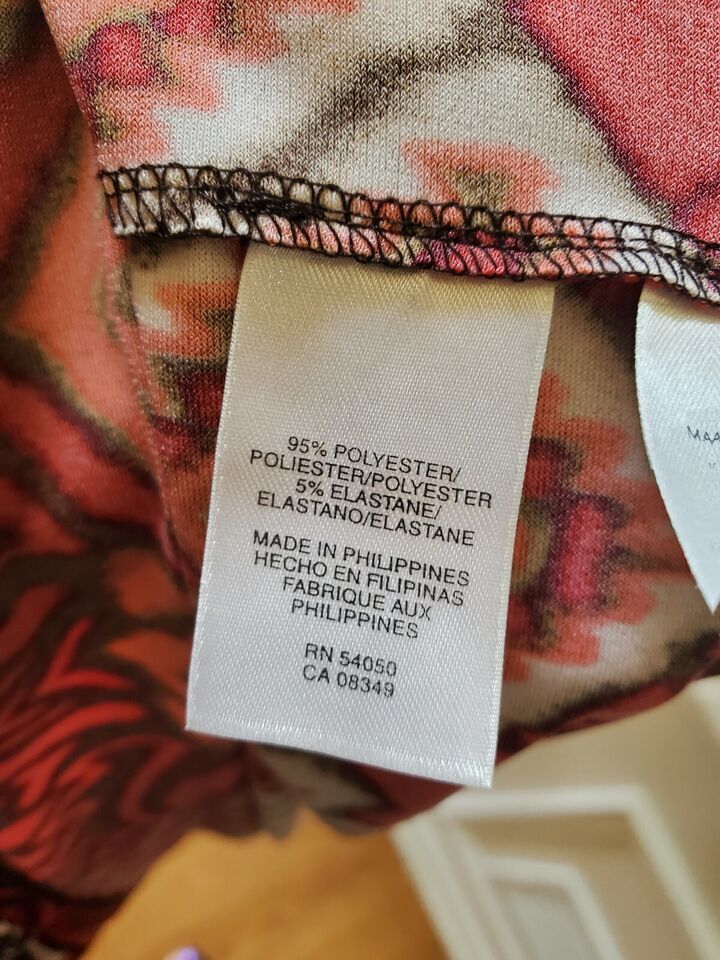 95% POLYESTER/
POLIESTER/POLYESTER
5% ELASTANE/
ELASTANO/ELASTANE
MADE IN PHILIPPINES
HECHO EN FILIPINAS
FABRIQUE AUX
PHILIPPINES
RN 54050
CA 08349